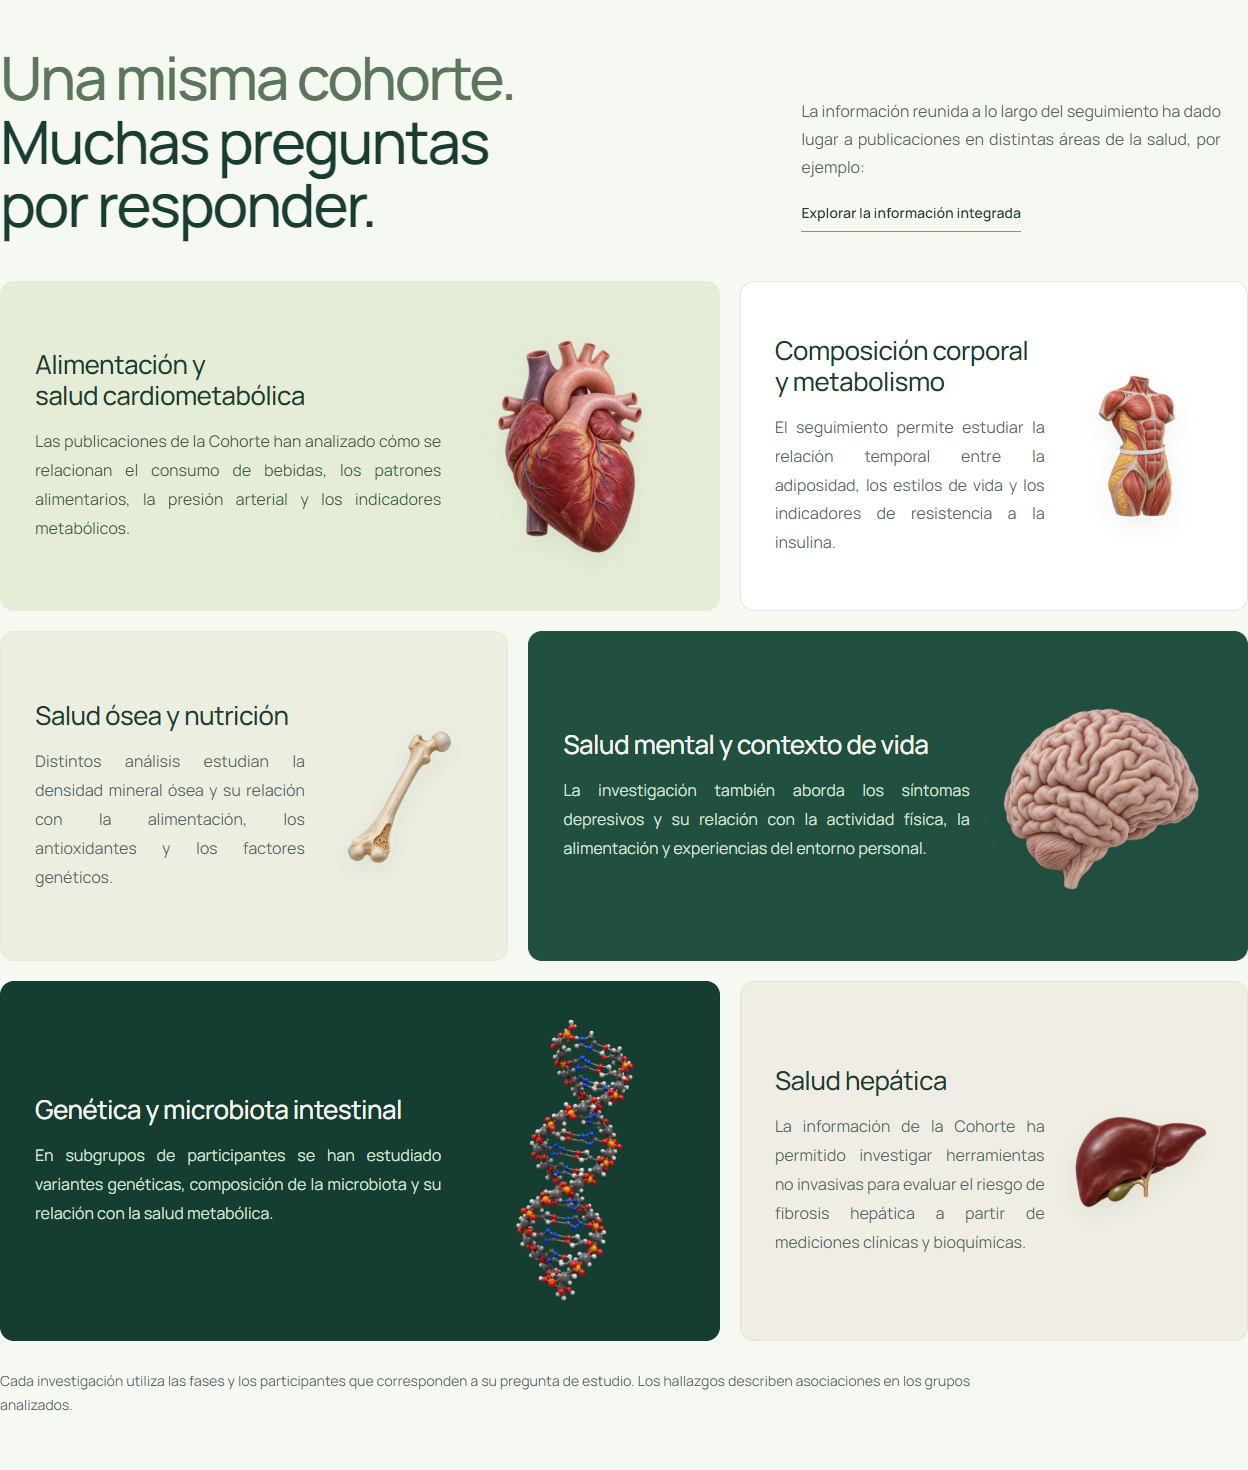 Una misma cohorte.
Muchas preguntas
por responder.
La información reunida a lo largo del seguimiento ha dado
lugar a publicaciones en distintas áreas de la salud, por
ejemplo:
Explorar la información integrada
Alimentación y
salud cardiometabólica
Las publicaciones de la Cohorte han analizado cómo se
relacionan el consumo de bebidas, los patrones
alimentarios, la presión arterial y los indicadores
metabólicos.
Composición corporal
y metabolismo
El seguimiento permite estudiar la
relación temporal entre la
adiposidad, los estilos de vida y los
indicadores de resistencia a la
insulina.
Salud ósea y nutrición
Distintos análisis estudian la
densidad mineral ósea y su relación
con la alimentación, los
antioxidantes y los factores
genéticos.
Salud mental y contexto de vida
La investigación también aborda los síntomas
depresivos y su relación con la actividad física, la
alimentación y experiencias del entorno personal.
Genética y microbiota intestinal
En subgrupos de participantes se han estudiado
variantes genéticas, composición de la microbiota y su
relación con la salud metabólica.
Salud hepática
La información de la Cohorte ha
permitido investigar herramientas
no invasivas para evaluar el riesgo de
fibrosis hepática a partir de
mediciones clínicas y bioquímicas.
Cada investigación utiliza las fases y los participantes que corresponden a su pregunta de estudio. Los hallazgos describen asociaciones en los grupos
analizados.